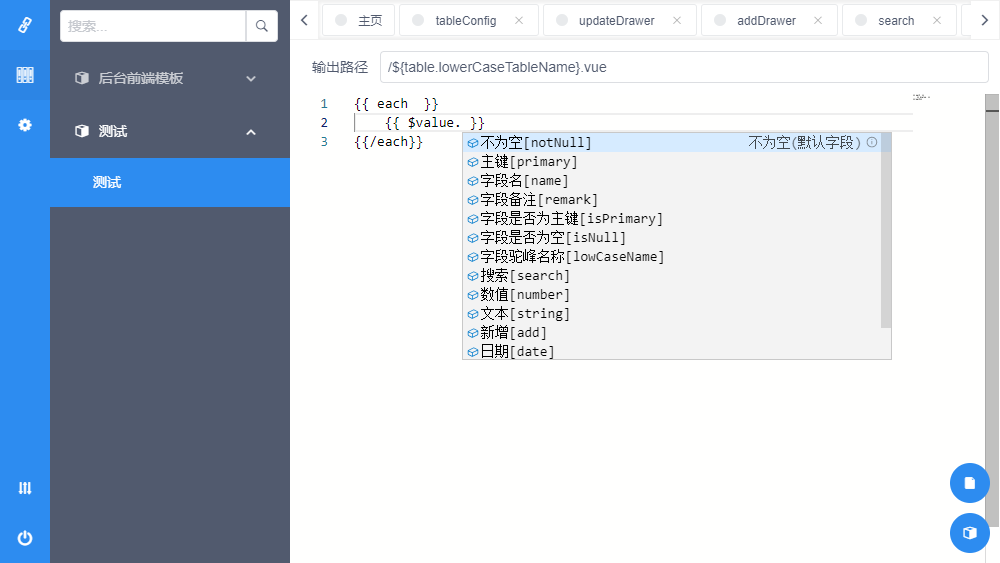 搜索...
后台前端模板
测试
测试
主页 tableConfig updateDrawer addDrawer search
输出路径 /${table.lowerCaseTableName}.vue
1 {{ each  }}
2 {{ $value. }}
3 {{/each}}
不为空[notNull] 不为空(默认字段)
主键[primary]
字段名[name]
字段备注[remark]
字段是否为主键[isPrimary]
字段是否为空[isNull]
字段驼峰名称[lowCaseName]
搜索[search]
数值[number]
文本[string]
新增[add]
日期[date]